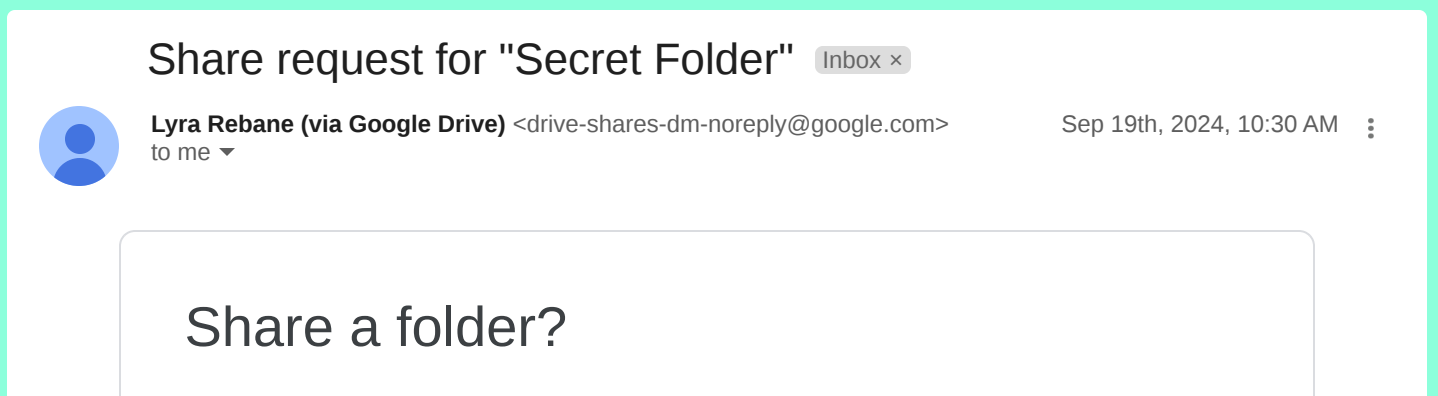 Share request for "Secret Folder" Inbox ×
Lyra Rebane (via Google Drive) <drive-shares-dm-noreply@google.com> Sep 19th, 2024, 10:30 AM
to me
Share a folder?